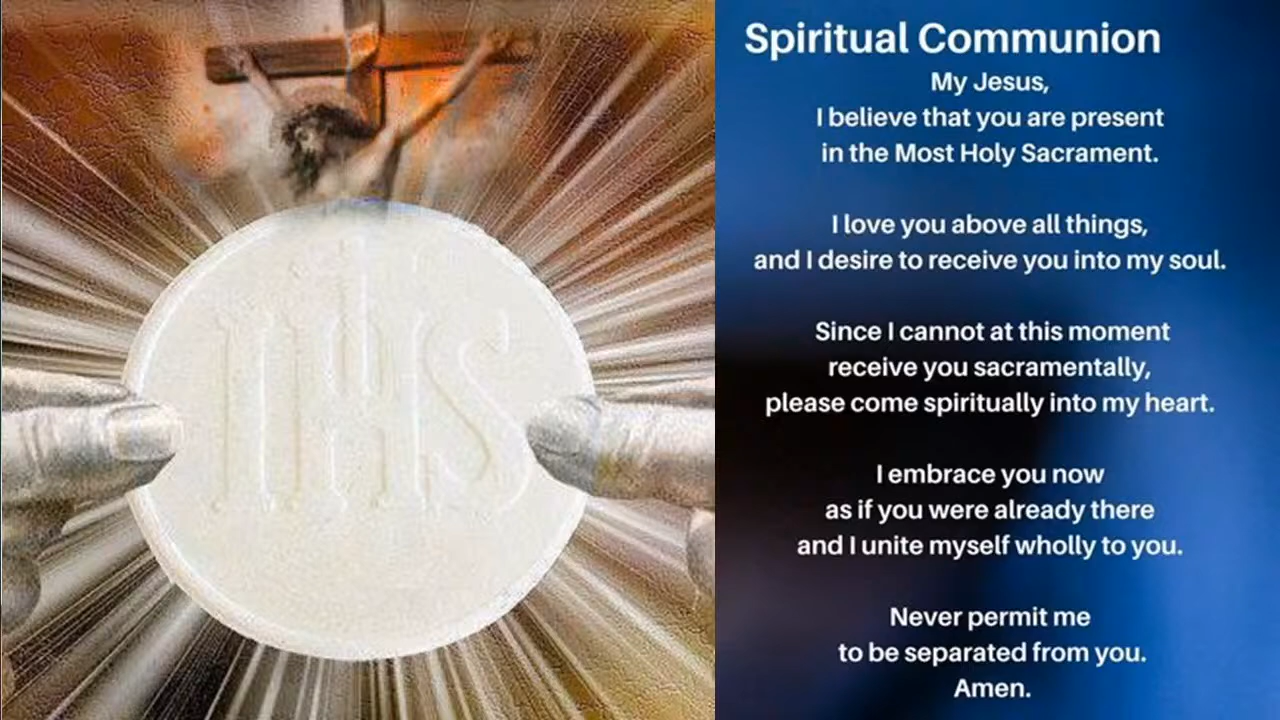 IHS
Spiritual Communion
My Jesus,
I believe that you are present
in the Most Holy Sacrament.
I love you above all things,
and I desire to receive you into my soul.
Since I cannot at this moment
receive you sacramentally,
please come spiritually into my heart.
I embrace you now
as if you were already there
and I unite myself wholly to you.
Never permit me
to be separated from you.
Amen.